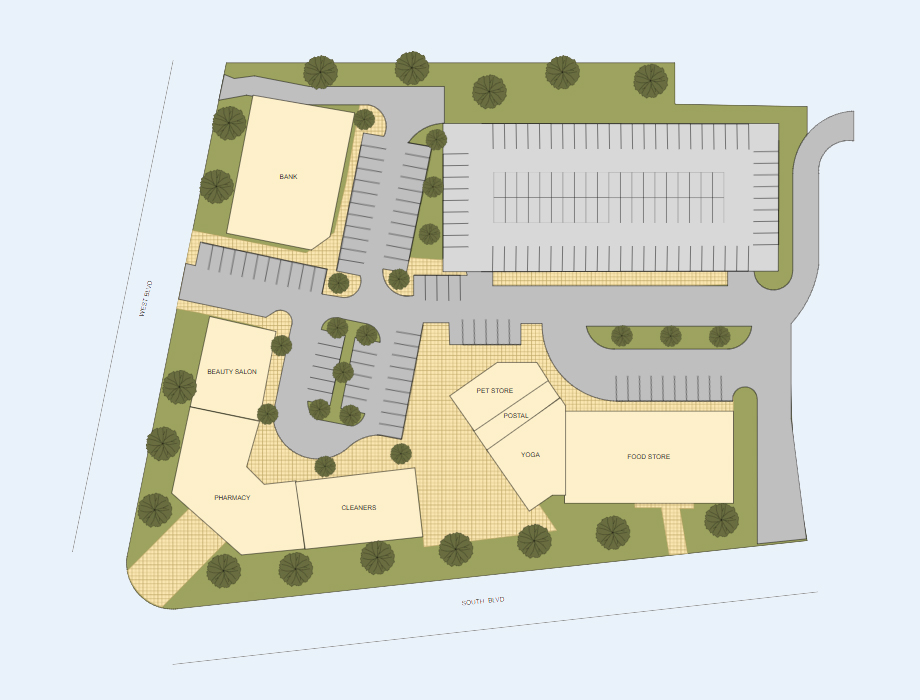 BANK
WEST BLVD
BEAUTY SALON
PET STORE
POSTAL
YOGA
FOOD STORE
PHARMACY
CLEANERS
SOUTH BLVD